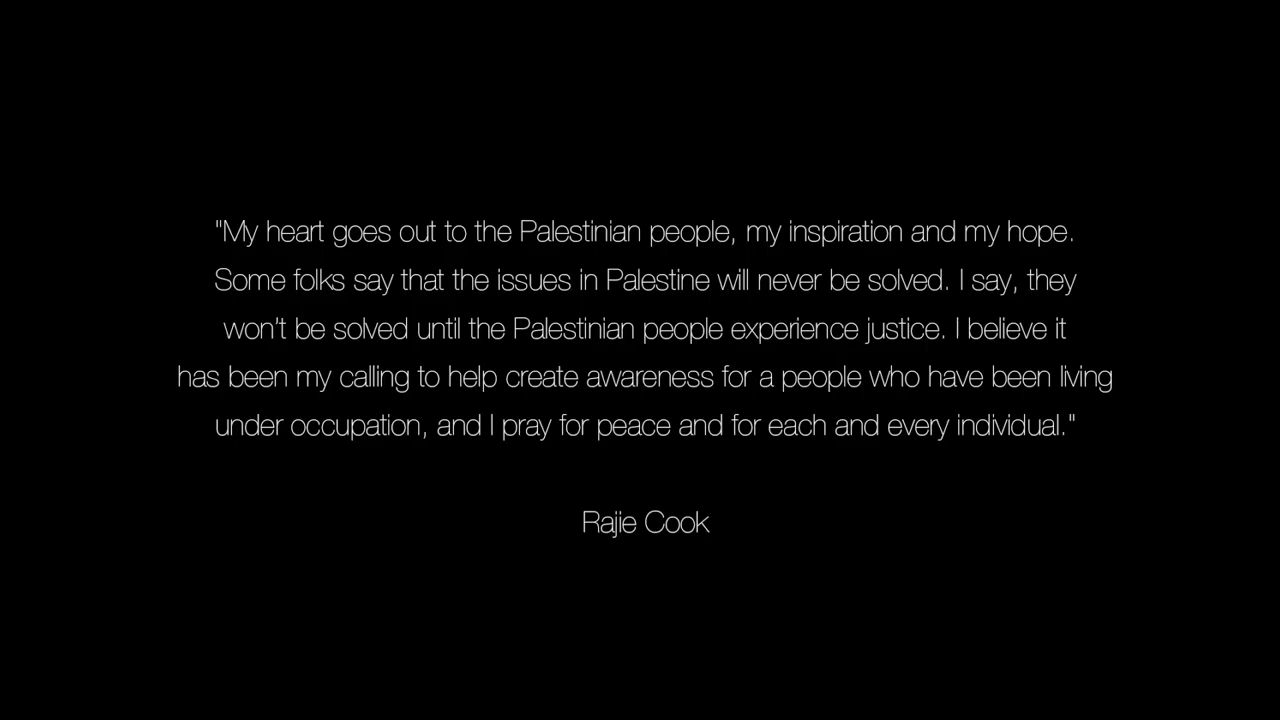 "My heart goes out to the Palestinian people, my inspiration and my hope.
Some folks say that the issues in Palestine will never be solved. I say, they
won't be solved until the Palestinian people experience justice. I believe it
has been my calling to help create awareness for a people who have been living
under occupation, and I pray for peace and for each and every individual."
Rajie Cook